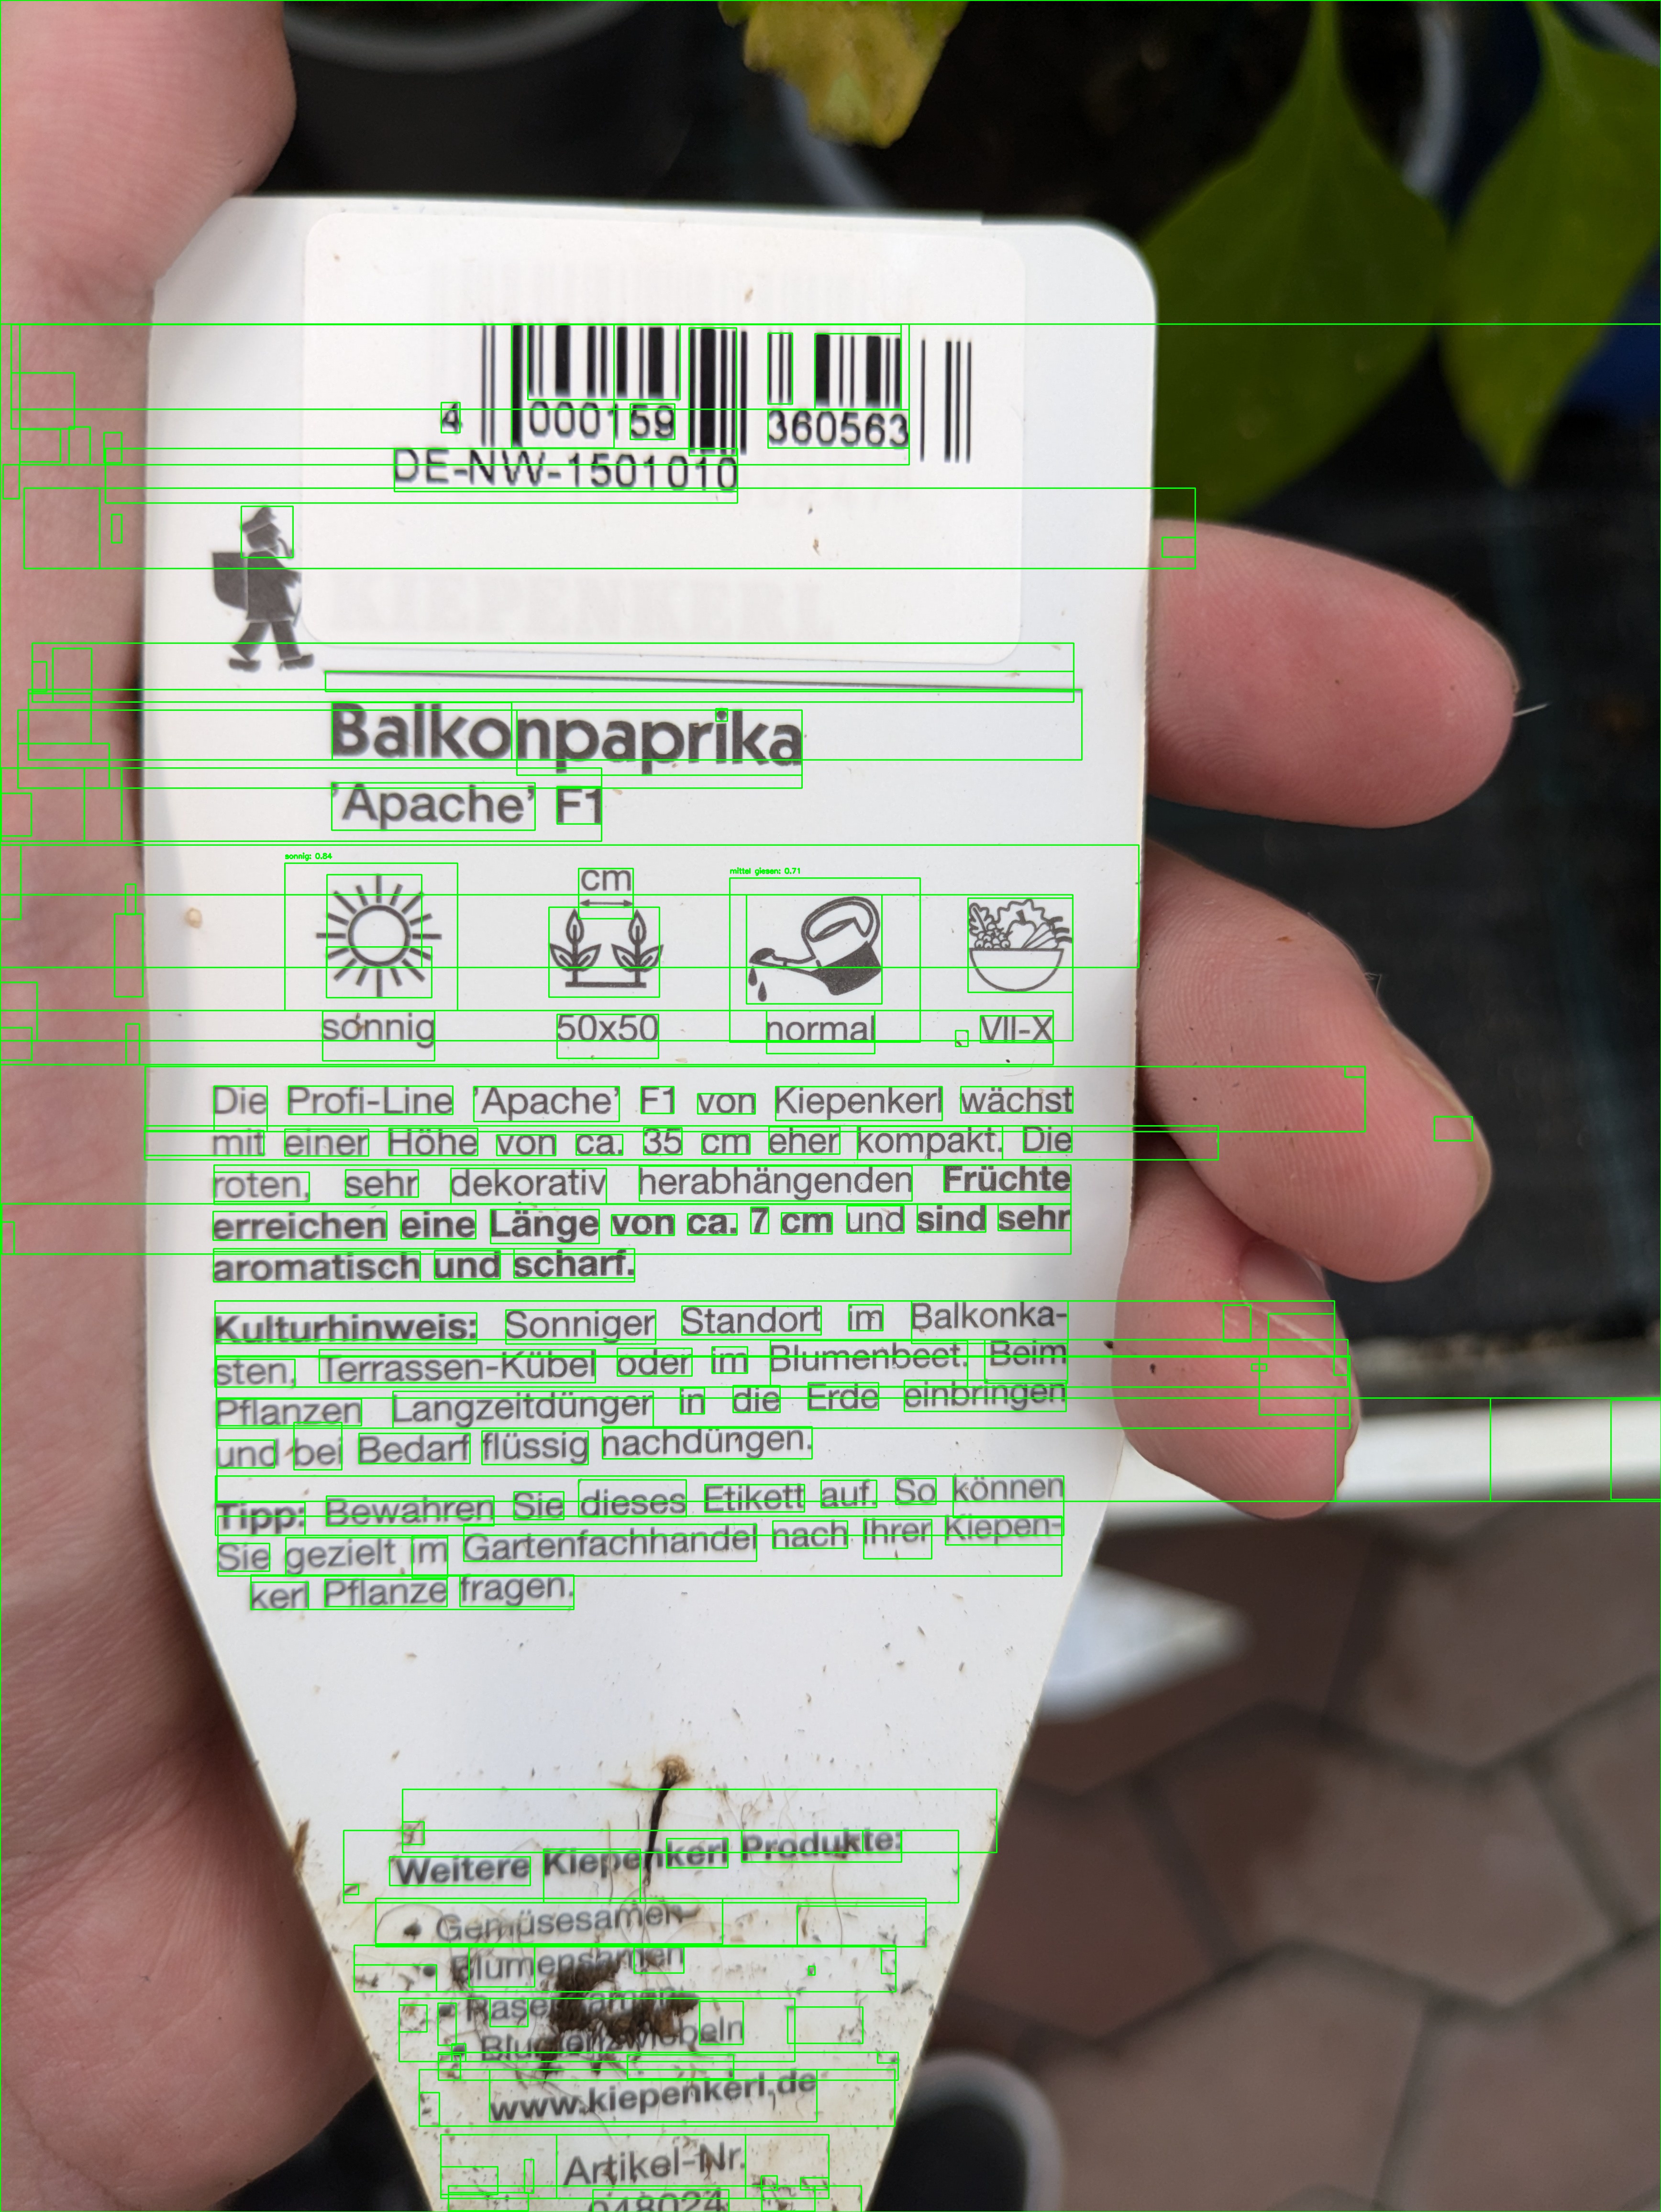 4 000159 360563
DE-NW-1501010
KIEPENKERL
Balkonpaprika
'Apache' F1
sonnig: 0.84
mittel giesen: 0.71
cm
sonnig 50x50 normal VII-X
Die Profi-Line 'Apache' F1 von Kiepenkerl wächst
mit einer Höhe von ca. 35 cm eher kompakt. Die
roten, sehr dekorativ herabhängenden Früchte
erreichen eine Länge von ca. 7 cm und sind sehr
aromatisch und scharf.
Kulturhinweis: Sonniger Standort im Balkonka-
sten, Terrassen-Kübel oder im Blumenbeet. Beim
Pflanzen Langzeitdünger in die Erde einbringen
und bei Bedarf flüssig nachdüngen.
Tipp: Bewahren Sie dieses Etikett auf. So können
Sie gezielt im Gartenfachhandel nach Ihrer Kiepen-
kerl Pflanze fragen.
Weitere Kiepenkerl Produkte:
• Gemüsesamen
• Blumensamen
• Rasensamen
• Blumenzwiebeln
www.kiepenkerl.de
Artikel-Nr.
048024